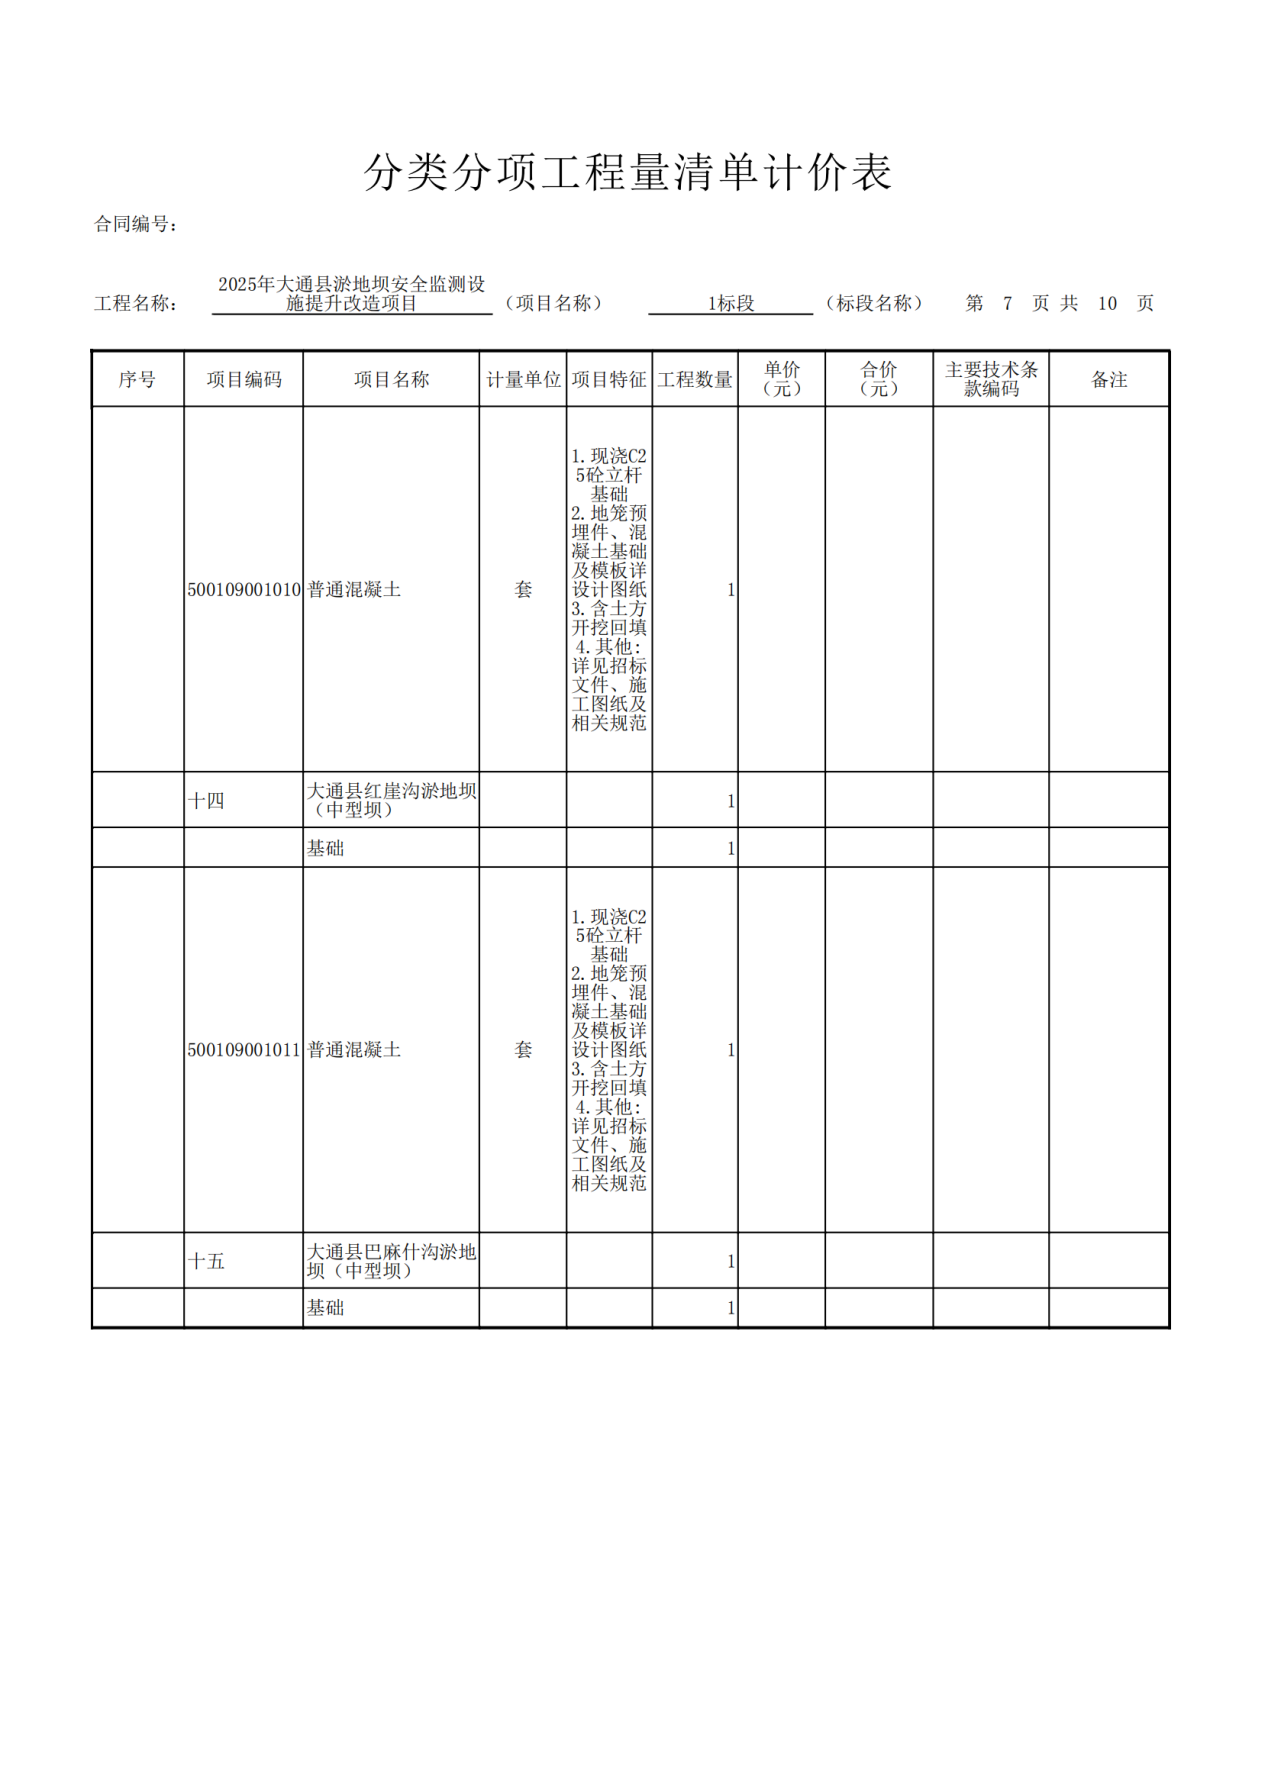 分类分项工程量清单计价表
合同编号：
工程名称： 2025年大通县淤地坝安全监测设
施提升改造项目 （项目名称） 1标段 （标段名称） 第 7 页 共 10 页
序号 项目编码 项目名称 计量单位 项目特征 工程数量 单价（元） 合价（元） 主要技术条款编码 备注
500109001010 普通混凝土 套 1
1.现浇C2
5砼立杆
基础
2.地笼预
埋件、混
凝土基础
及模板详
设计图纸
3.含土方
开挖回填
4.其他：
详见招标
文件、施
工图纸及
相关规范
十四 大通县红崖沟淤地坝 1
（中型坝）
基础 1
500109001011 普通混凝土 套 1
1.现浇C2
5砼立杆
基础
2.地笼预
埋件、混
凝土基础
及模板详
设计图纸
3.含土方
开挖回填
4.其他：
详见招标
文件、施
工图纸及
相关规范
十五 大通县巴麻什沟淤地 1
坝（中型坝）
基础 1